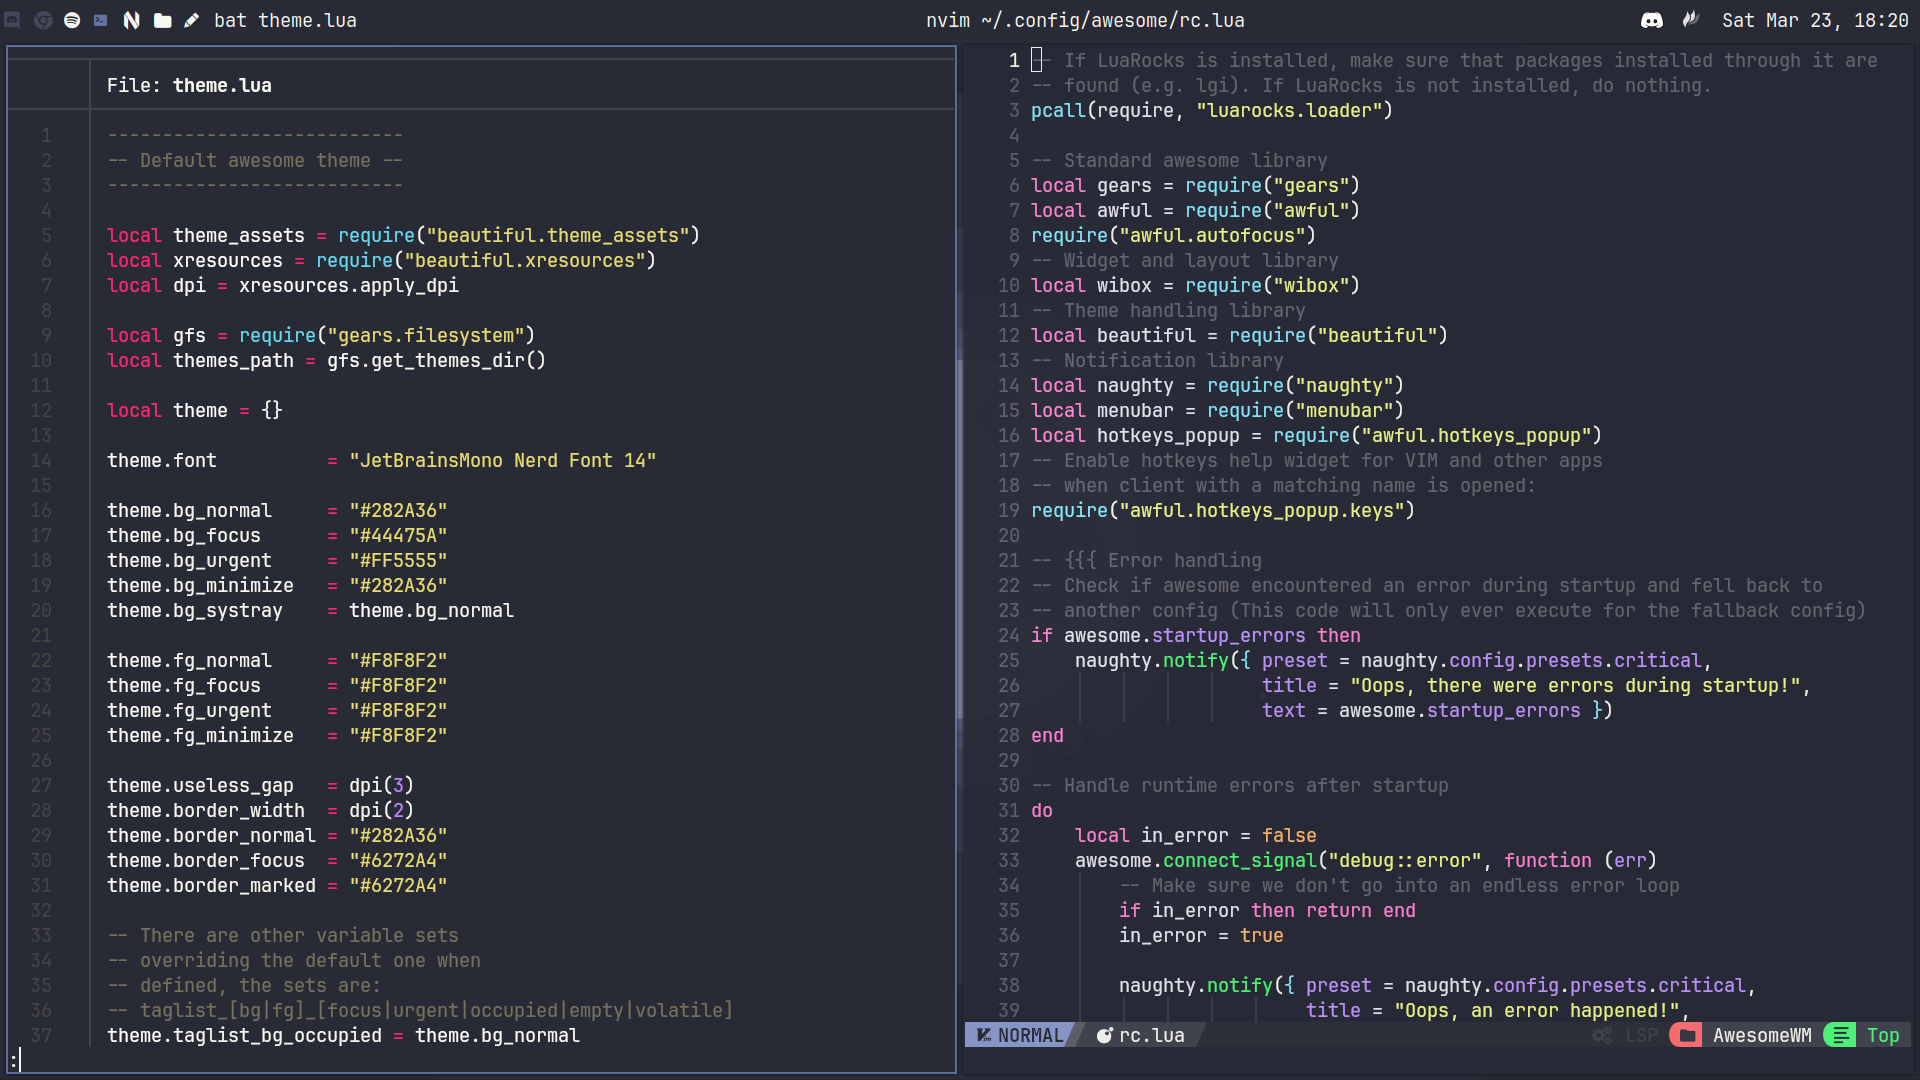 bat theme.lua
nvim ~/.config/awesome/rc.lua
Sat Mar 23, 18:20
File: theme.lua
1 ---------------------------
2 -- Default awesome theme --
3 ---------------------------
4
5 local theme_assets = require("beautiful.theme_assets")
6 local xresources = require("beautiful.xresources")
7 local dpi = xresources.apply_dpi
8
9 local gfs = require("gears.filesystem")
10 local themes_path = gfs.get_themes_dir()
11
12 local theme = {}
13
14 theme.font          = "JetBrainsMono Nerd Font 14"
15
16 theme.bg_normal     = "#282A36"
17 theme.bg_focus      = "#44475A"
18 theme.bg_urgent     = "#FF5555"
19 theme.bg_minimize   = "#282A36"
20 theme.bg_systray    = theme.bg_normal
21
22 theme.fg_normal     = "#F8F8F2"
23 theme.fg_focus      = "#F8F8F2"
24 theme.fg_urgent     = "#F8F8F2"
25 theme.fg_minimize   = "#F8F8F2"
26
27 theme.useless_gap   = dpi(3)
28 theme.border_width  = dpi(2)
29 theme.border_normal = "#282A36"
30 theme.border_focus  = "#6272A4"
31 theme.border_marked = "#6272A4"
32
33 -- There are other variable sets
34 -- overriding the default one when
35 -- defined, the sets are:
36 -- taglist_[bg|fg]_[focus|urgent|occupied|empty|volatile]
37 theme.taglist_bg_occupied = theme.bg_normal
:
1 -- If LuaRocks is installed, make sure that packages installed through it are
2 -- found (e.g. lgi). If LuaRocks is not installed, do nothing.
3 pcall(require, "luarocks.loader")
4
5 -- Standard awesome library
6 local gears = require("gears")
7 local awful = require("awful")
8 require("awful.autofocus")
9 -- Widget and layout library
10 local wibox = require("wibox")
11 -- Theme handling library
12 local beautiful = require("beautiful")
13 -- Notification library
14 local naughty = require("naughty")
15 local menubar = require("menubar")
16 local hotkeys_popup = require("awful.hotkeys_popup")
17 -- Enable hotkeys help widget for VIM and other apps
18 -- when client with a matching name is opened:
19 require("awful.hotkeys_popup.keys")
20
21 -- {{{ Error handling
22 -- Check if awesome encountered an error during startup and fell back to
23 -- another config (This code will only ever execute for the fallback config)
24 if awesome.startup_errors then
25     naughty.notify({ preset = naughty.config.presets.critical,
26                      title = "Oops, there were errors during startup!",
27                      text = awesome.startup_errors })
28 end
29
30 -- Handle runtime errors after startup
31 do
32     local in_error = false
33     awesome.connect_signal("debug::error", function (err)
34         -- Make sure we don't go into an endless error loop
35         if in_error then return end
36         in_error = true
37
38         naughty.notify({ preset = naughty.config.presets.critical,
39                          title = "Oops, an error happened!",
NORMAL rc.lua LSP AwesomeWM Top